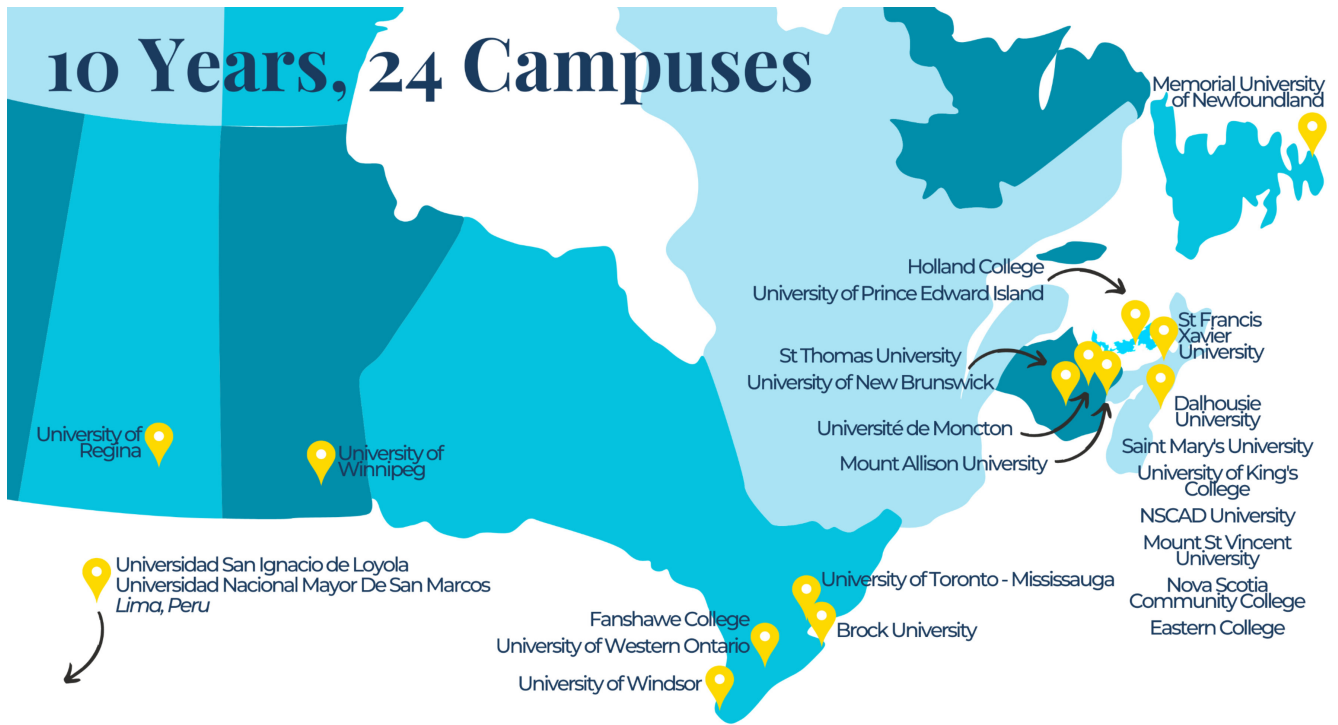 10 Years, 24 Campuses
Memorial University
of Newfoundland
Holland College
University of Prince Edward Island
St Francis
Xavier
University
St Thomas University
University of New Brunswick
Dalhousie
University
Université de Moncton
Mount Allison University
Saint Mary's University
University of King's
College
NSCAD University
Mount St Vincent
University
Nova Scotia
Community College
Eastern College
University of
Regina
University of
Winnipeg
Universidad San Ignacio de Loyola
Universidad Nacional Mayor De San Marcos
Lima, Peru
University of Toronto - Mississauga
Fanshawe College
University of Western Ontario
Brock University
University of Windsor